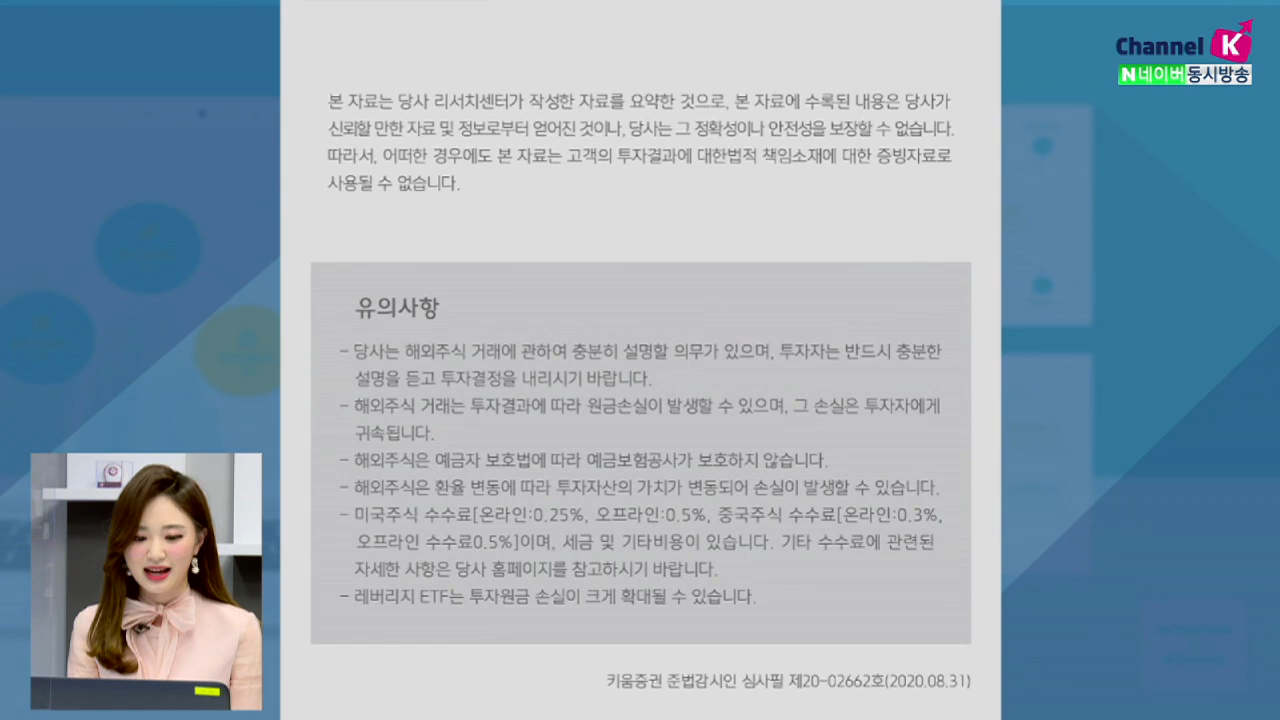 Channel K
N네이버 동시방송
본 자료는 당사 리서치센터가 작성한 자료를 요약한 것으로, 본 자료에 수록된 내용은 당사가
신뢰할 만한 자료 및 정보로부터 얻어진 것이나, 당사는 그 정확성이나 안전성을 보장할 수 없습니다.
따라서, 어떠한 경우에도 본 자료는 고객의 투자결과에 대한법적 책임소재에 대한 증빙자료로
사용될 수 없습니다.
유의사항
- 당사는 해외주식 거래에 관하여 충분히 설명할 의무가 있으며, 투자자는 반드시 충분한
설명을 듣고 투자결정을 내리시기 바랍니다.
- 해외주식 거래는 투자결과에 따라 원금손실이 발생할 수 있으며, 그 손실은 투자자에게
귀속됩니다.
- 해외주식은 예금자 보호법에 따라 예금보험공사가 보호하지 않습니다.
- 해외주식은 환율 변동에 따라 투자자산의 가치가 변동되어 손실이 발생할 수 있습니다.
- 미국주식 수수료[온라인:0.25%, 오프라인:0.5%, 중국주식 수수료[온라인:0.3%,
오프라인 수수료0.5%]이며, 세금 및 기타비용이 있습니다. 기타 수수료에 관련된
자세한 사항은 당사 홈페이지를 참고하시기 바랍니다.
- 레버리지 ETF는 투자원금 손실이 크게 확대될 수 있습니다.
키움증권 준법감시인 심사필 제20-02662호(2020.08.31)